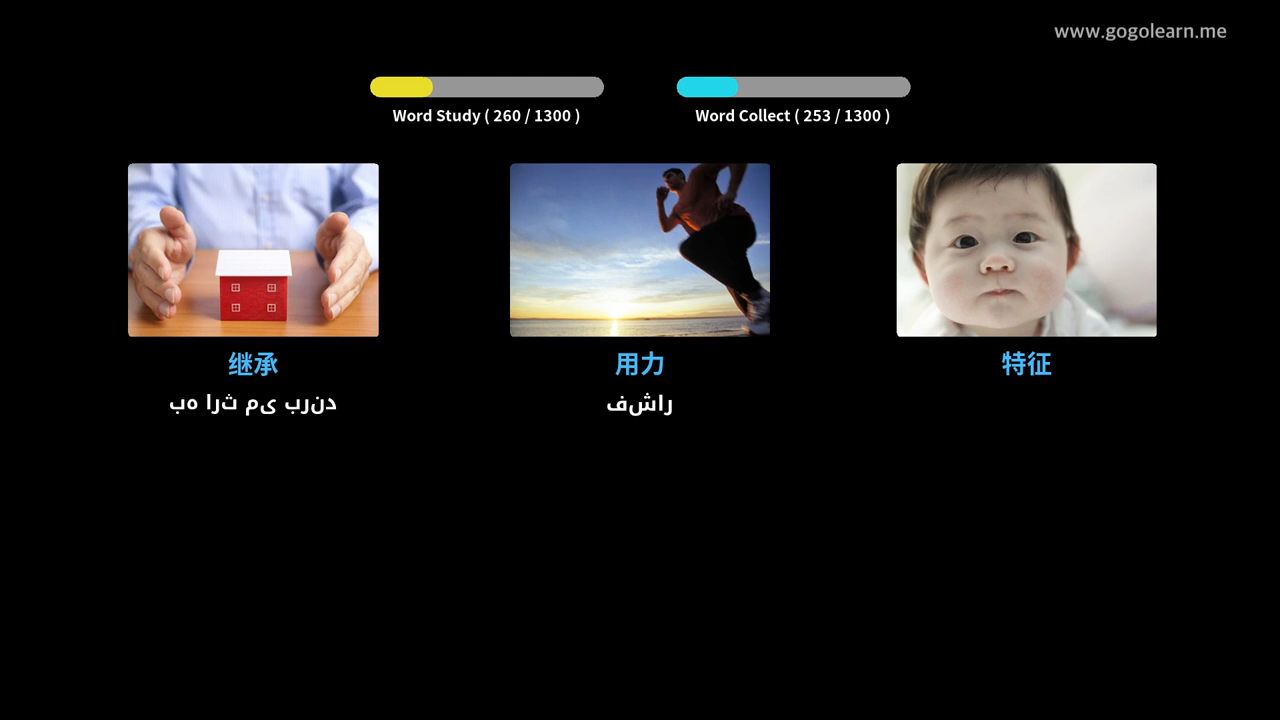 www.gogolearn.me
Word Study ( 260 / 1300 )
Word Collect ( 253 / 1300 )
继承
用力
特征
دنرب یم ثرا هب
راشف